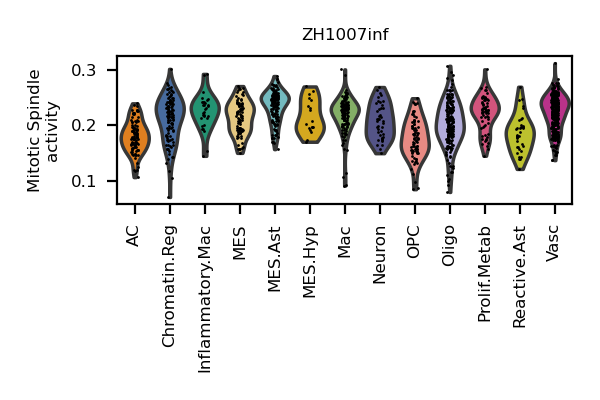 ZH1007inf
Mitotic Spindle
activity
0.3
0.2
0.1
AC
Chromatin.Reg
Inflammatory.Mac
MES
MES.Ast
MES.Hyp
Mac
Neuron
OPC
Oligo
Prolif.Metab
Reactive.Ast
Vasc